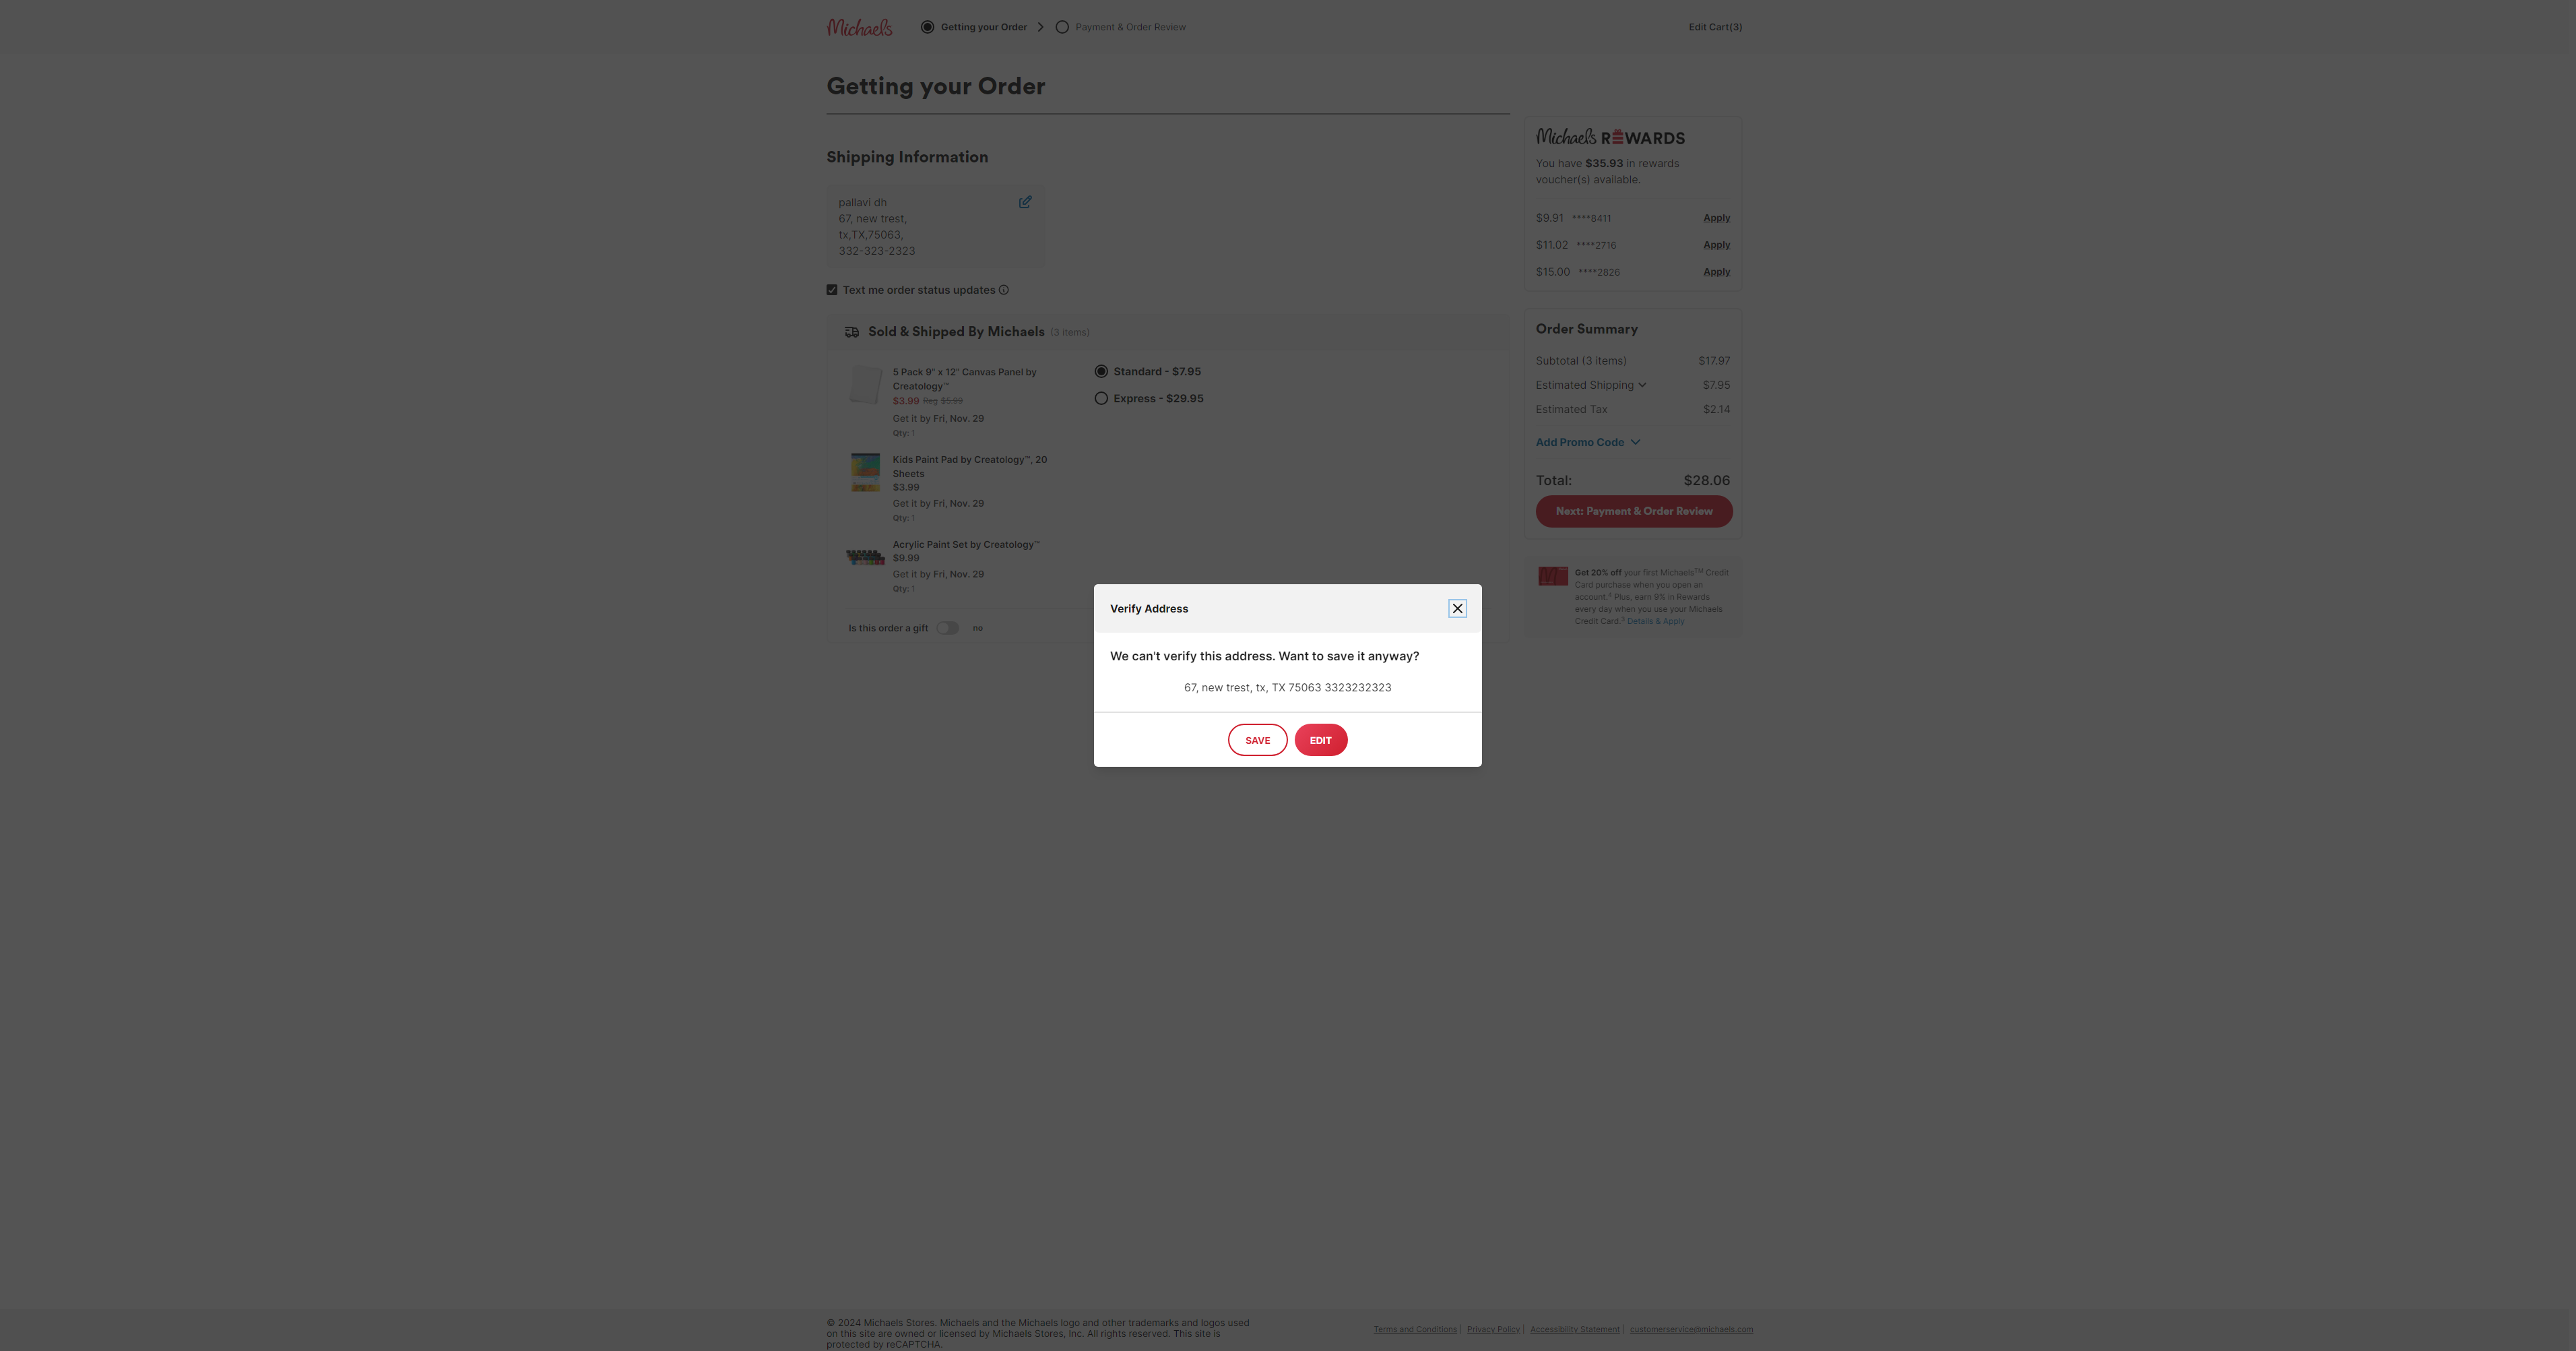 Michaels
Getting your Order
Payment & Order Review
Edit Cart(3)
Getting your Order
Shipping Information
pallavi dh
67, new trest,
tx,TX,75063,
332-323-2323
Text me order status updates
Sold & Shipped By Michaels (3 items)
5 Pack 9" x 12" Canvas Panel by
Creatology™
$3.99 Reg $5.99
Get it by Fri, Nov. 29
Qty: 1
Standard - $7.95
Express - $29.95
Kids Paint Pad by Creatology™, 20
Sheets
$3.99
Get it by Fri, Nov. 29
Qty: 1
Acrylic Paint Set by Creatology™
$9.99
Get it by Fri, Nov. 29
Qty: 1
Is this order a gift no
Michaels REWARDS
You have $35.93 in rewards
voucher(s) available.
$9.91 ****8411 Apply
$11.02 ****2716 Apply
$15.00 ****2826 Apply
Order Summary
Subtotal (3 items) $17.97
Estimated Shipping $7.95
Estimated Tax $2.14
Add Promo Code
Total: $28.06
Next: Payment & Order Review
Get 20% off your first Michaels™ Credit
Card purchase when you open an
account.⁴ Plus, earn 9% in Rewards
every day when you use your Michaels
Credit Card.³ Details & Apply
Verify Address
We can't verify this address. Want to save it anyway?
67, new trest, tx, TX 75063 3323232323
SAVE
EDIT
© 2024 Michaels Stores. Michaels and the Michaels logo and other trademarks and logos used
on this site are owned or licensed by Michaels Stores, Inc. All rights reserved. This site is
protected by reCAPTCHA.
Terms and Conditions | Privacy Policy | Accessibility Statement | customerservice@michaels.com